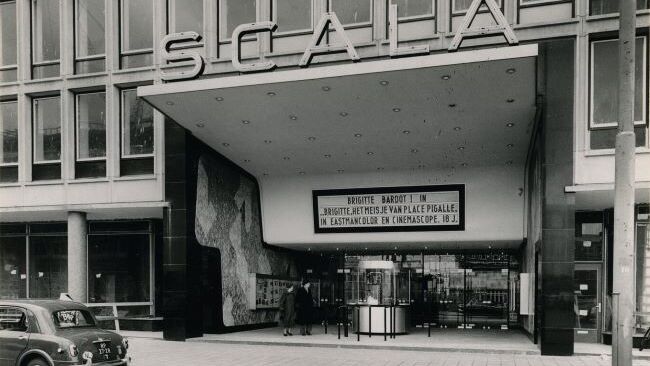 SCALA
BRIGITTE BARDOT ! IN
„BRIGITTE, HET MEISJE VAN PLACE PIGALLE„
IN EASTMANCOLOR EN CINEMASCOPE. 18 J.